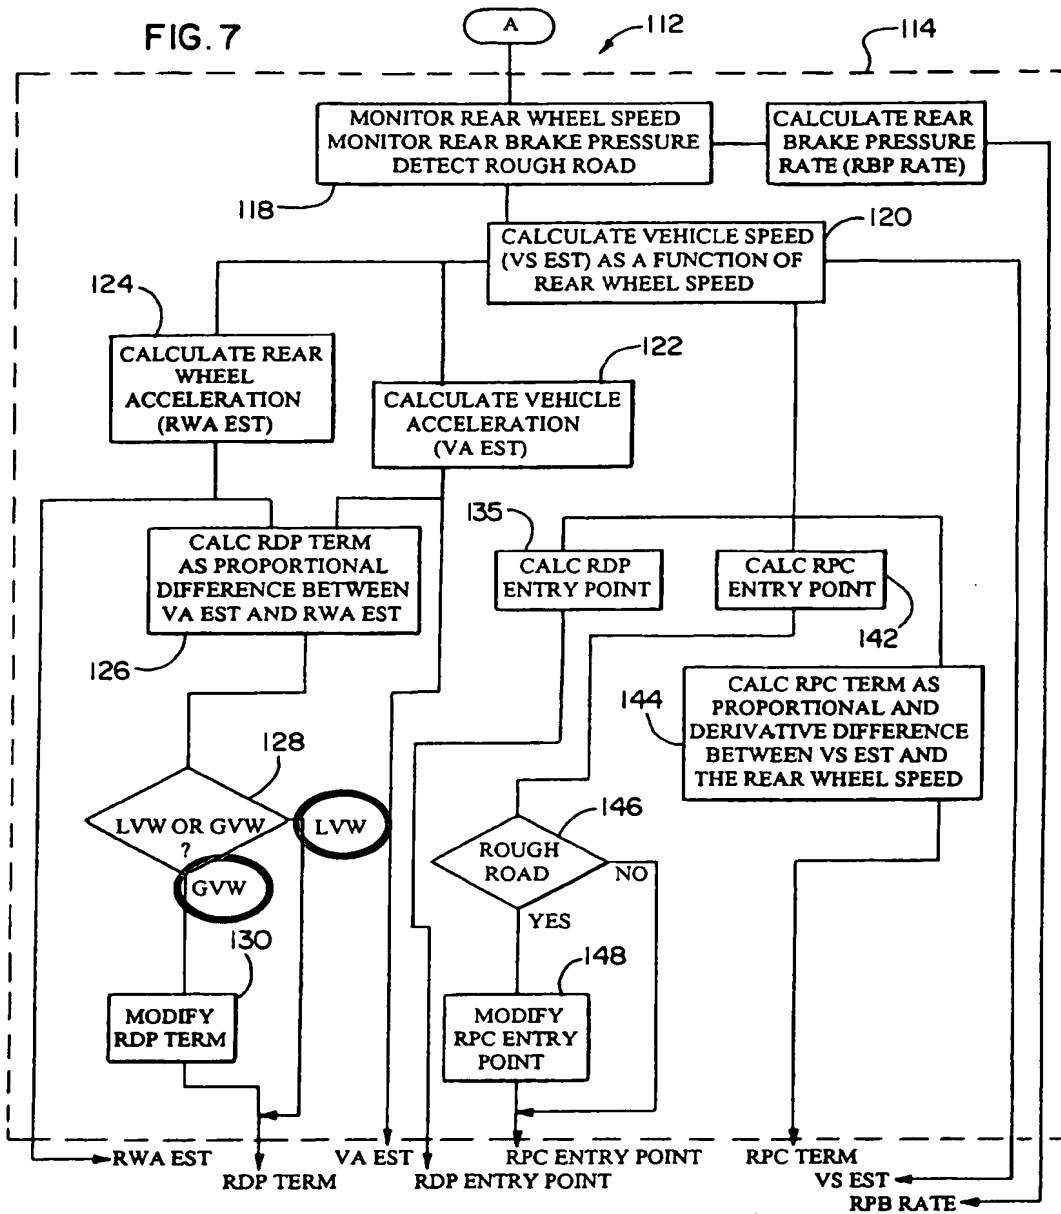 FIG. 7
A
112
114
MONITOR REAR WHEEL SPEED
MONITOR REAR BRAKE PRESSURE
DETECT ROUGH ROAD
CALCULATE REAR
BRAKE PRESSURE
RATE (RBP RATE)
118
120
CALCULATE VEHICLE SPEED
(VS EST) AS A FUNCTION OF
REAR WHEEL SPEED
124
CALCULATE REAR
WHEEL
ACCELERATION
(RWA EST)
122
CALCULATE VEHICLE
ACCELERATION
(VA EST)
135
CALC RDP TERM
AS PROPORTIONAL
DIFFERENCE BETWEEN
VA EST AND RWA EST
CALC RDP
ENTRY POINT
CALC RPC
ENTRY POINT
142
126
144
CALC RPC TERM AS
PROPORTIONAL AND
DERIVATIVE DIFFERENCE
BETWEEN VS EST AND
THE REAR WHEEL SPEED
128
LVW OR GVW
?
LVW
GVW
146
ROUGH
ROAD
NO
YES
130
MODIFY
RDP TERM
148
MODIFY
RPC ENTRY
POINT
RWA EST
RDP TERM
VA EST
RDP ENTRY POINT
RPC ENTRY POINT
RPC TERM
VS EST
RPB RATE